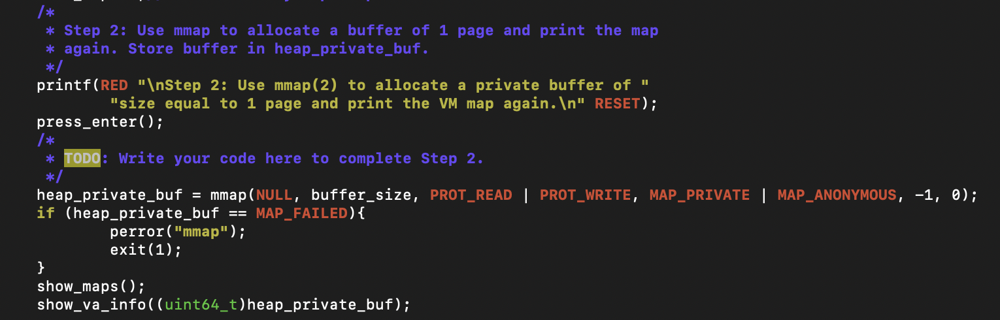 /*
 * Step 2: Use mmap to allocate a buffer of 1 page and print the map
 * again. Store buffer in heap_private_buf.
 */
printf(RED "\nStep 2: Use mmap(2) to allocate a private buffer of "
        "size equal to 1 page and print the VM map again.\n" RESET);
press_enter();
/*
 * TODO: Write your code here to complete Step 2.
 */
heap_private_buf = mmap(NULL, buffer_size, PROT_READ | PROT_WRITE, MAP_PRIVATE | MAP_ANONYMOUS, -1, 0);
if (heap_private_buf == MAP_FAILED){
        perror("mmap");
        exit(1);
}
show_maps();
show_va_info((uint64_t)heap_private_buf);